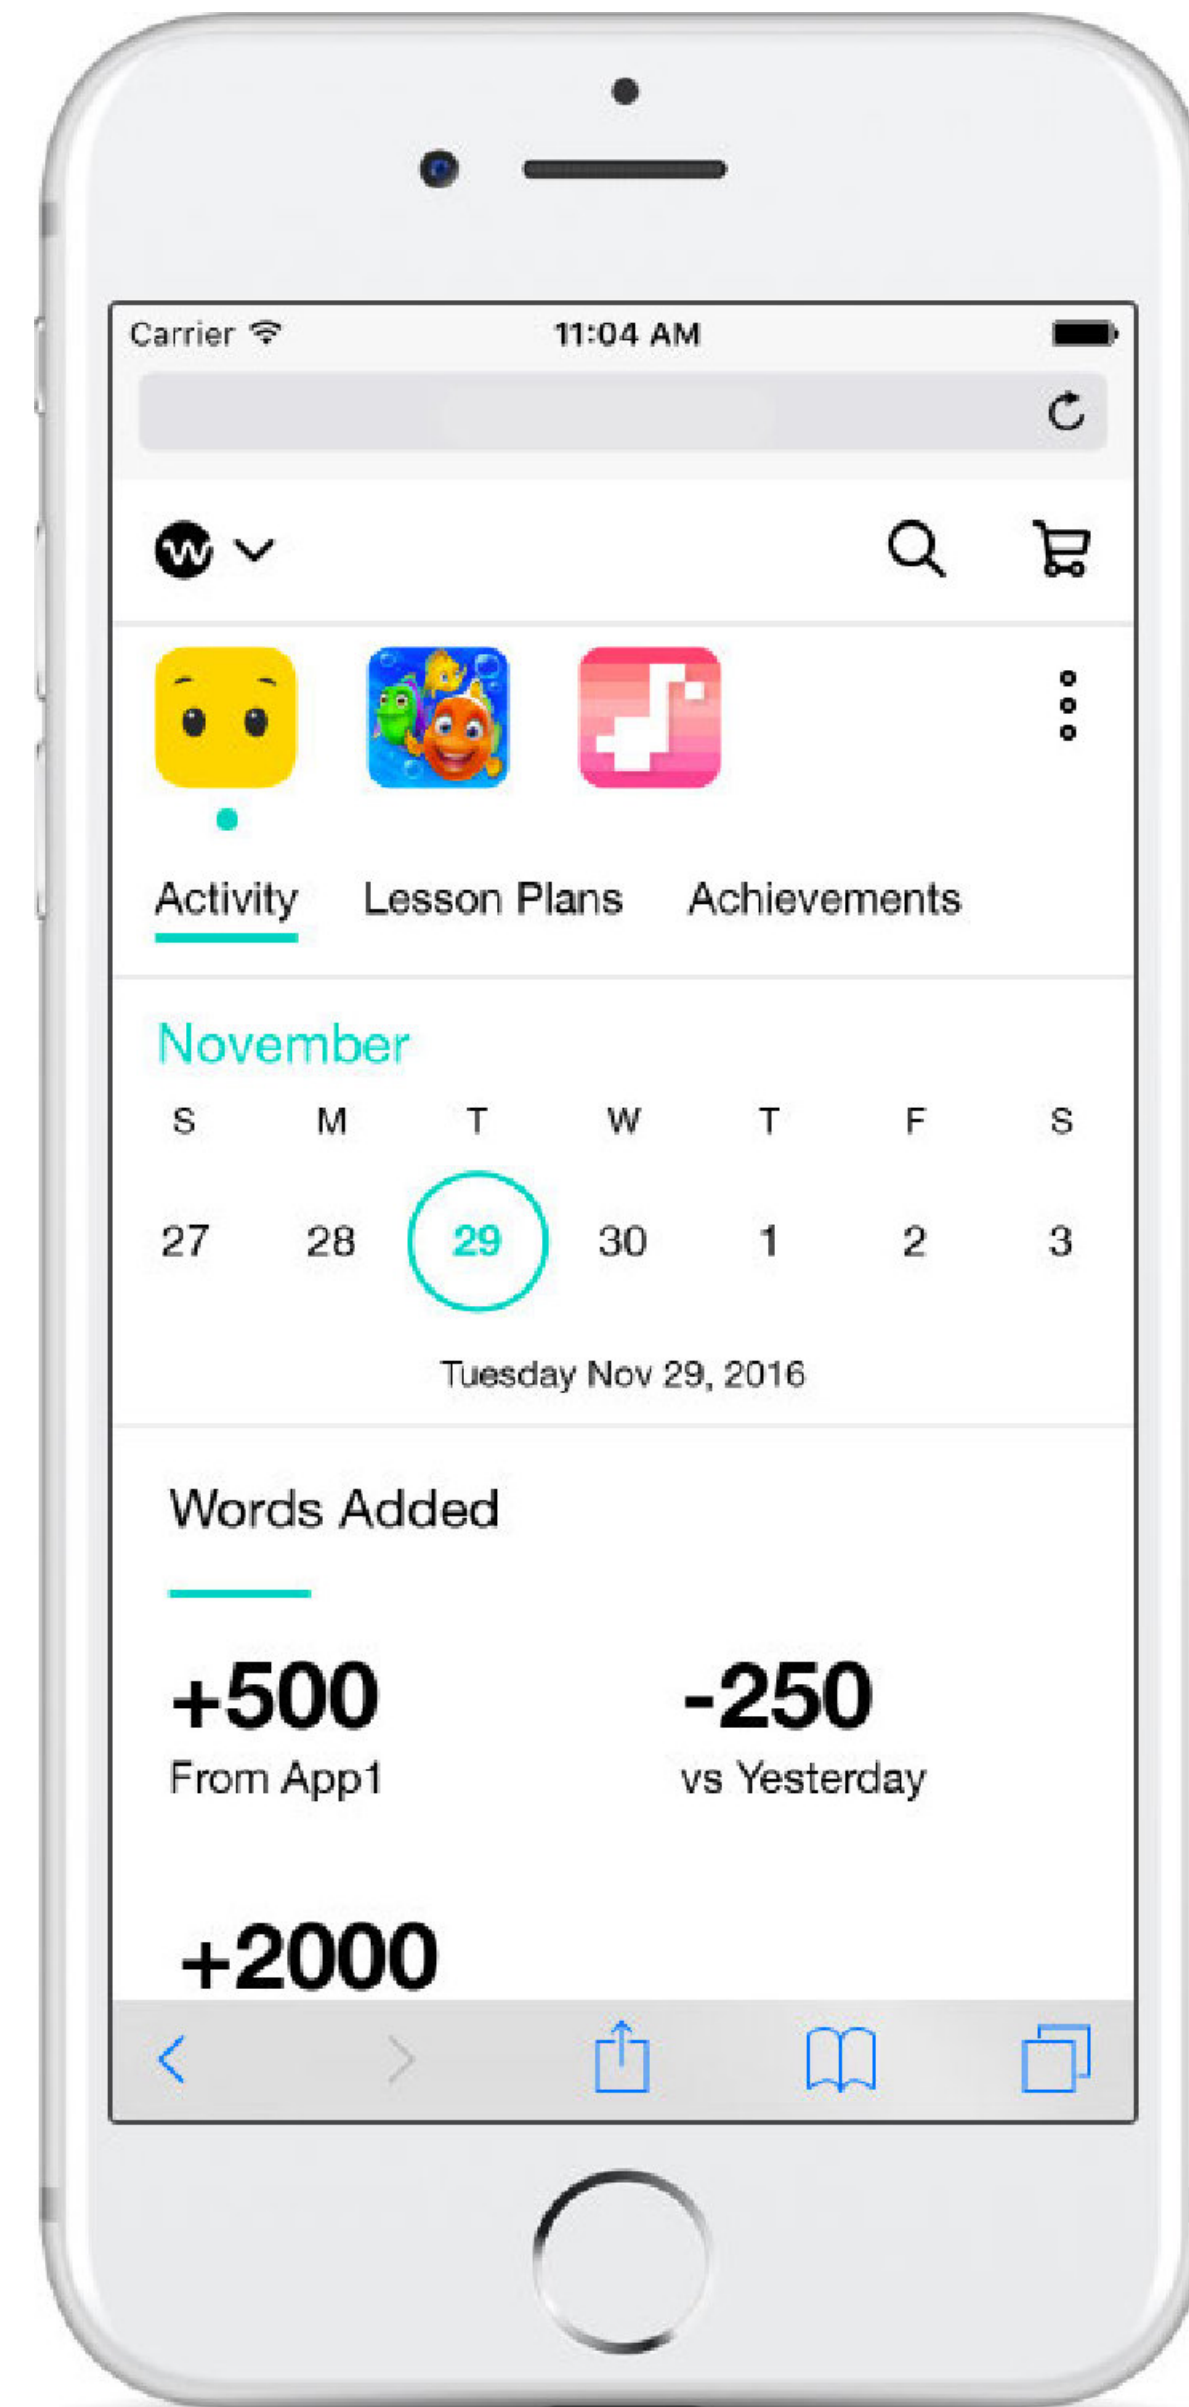 Carrier 11:04 AM
W
Activity Lesson Plans Achievements
November
S M T W T F S
27 28 29 30 1 2 3
Tuesday Nov 29, 2016
Words Added
+500 -250
From App1 vs Yesterday
+2000